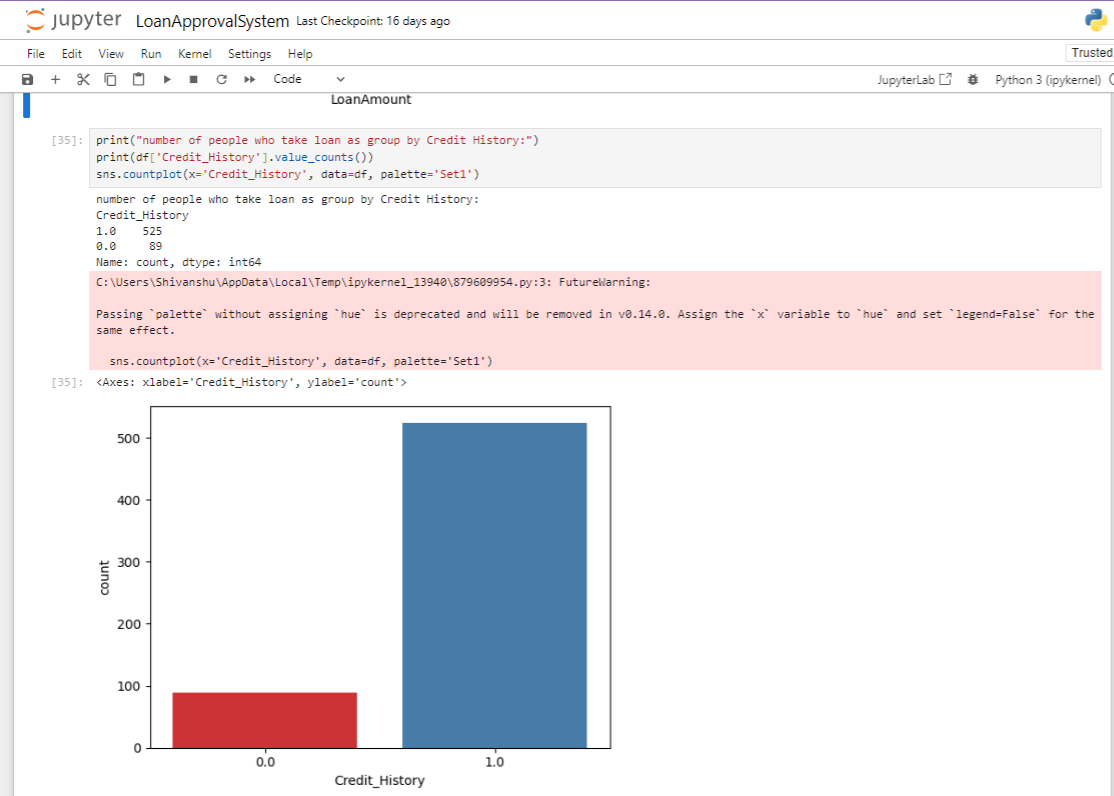 jupyter LoanApprovalSystem Last Checkpoint: 16 days ago
File Edit View Run Kernel Settings Help Trusted
Code JupyterLab Python 3 (ipykernel)
LoanAmount
[35]: print("number of people who take loan as group by Credit History:")
print(df['Credit_History'].value_counts())
sns.countplot(x='Credit_History', data=df, palette='Set1')
number of people who take loan as group by Credit History:
Credit_History
1.0    525
0.0     89
Name: count, dtype: int64
C:\Users\Shivanshu\AppData\Local\Temp\ipykernel_13940\879609954.py:3: FutureWarning:
Passing `palette` without assigning `hue` is deprecated and will be removed in v0.14.0. Assign the `x` variable to `hue` and set `legend=False` for the
same effect.
sns.countplot(x='Credit_History', data=df, palette='Set1')
[35]: <Axes: xlabel='Credit_History', ylabel='count'>
500
400
300
200
100
0
count
0.0 1.0
Credit_History